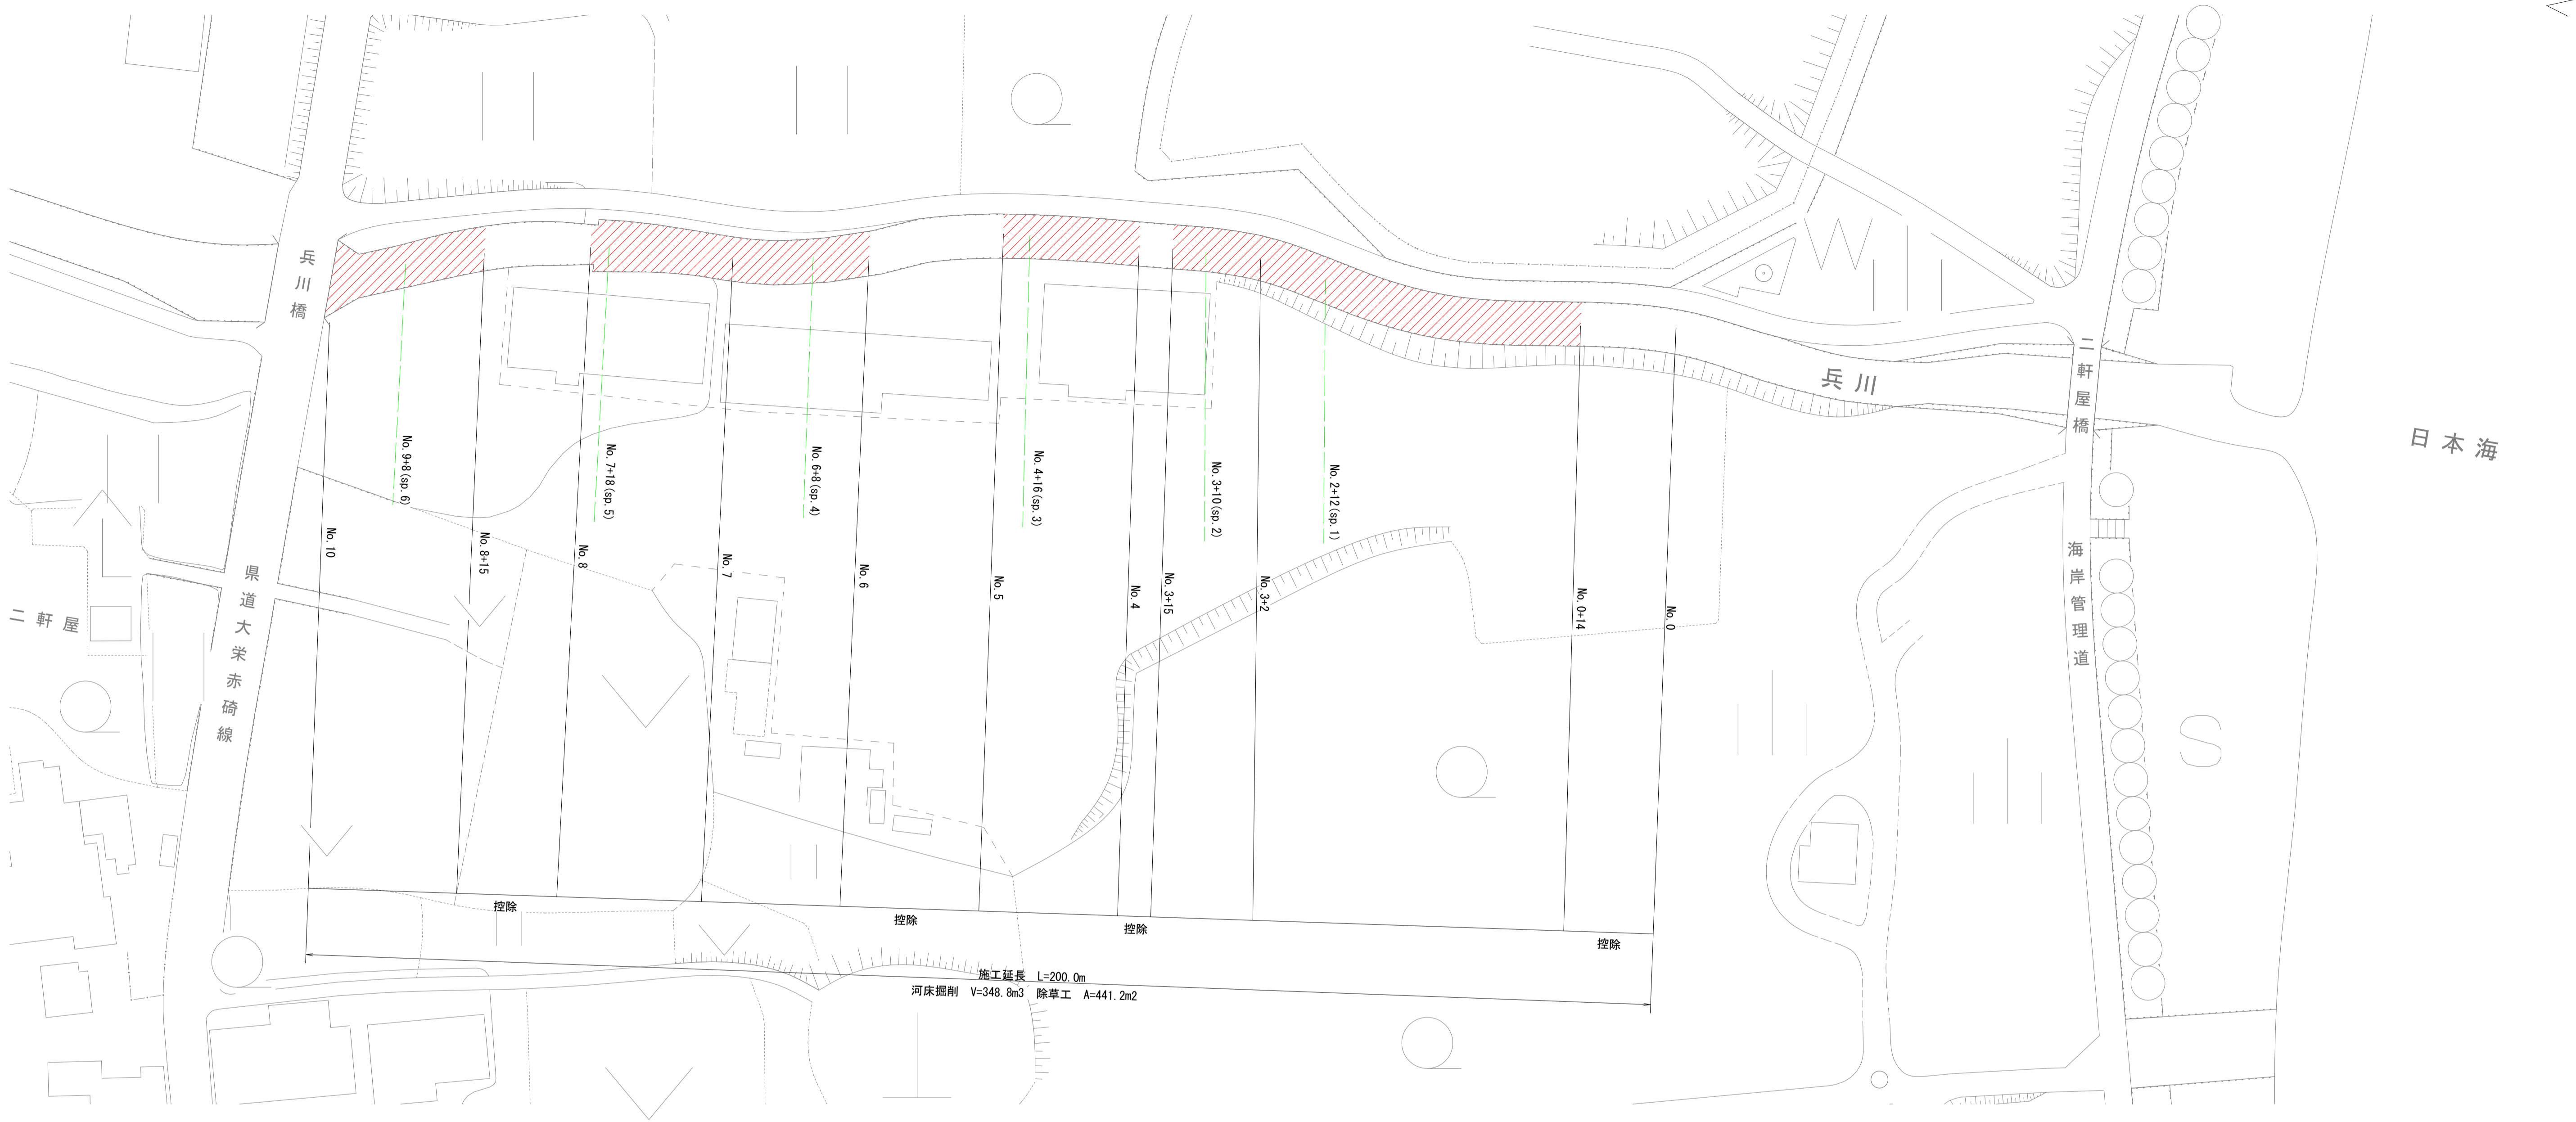 兵川橋
二軒屋橋
兵川
日本海
No.9+8(sp.6)
No.7+18(sp.5)
No.6+8(sp.4)
No.4+16(sp.3)
No.3+10(sp.2)
No.2+12(sp.1)
No.10
No.8+15
No.8
No.7
No.6
No.5
No.4
No.3+15
No.3+2
No.0+14
No.0
海岸管理道
県道大栄赤碕線
二軒屋
控除
控除
控除
控除
施工延長 L=200.0m
河床掘削 V=348.8m3 除草工 A=441.2m2